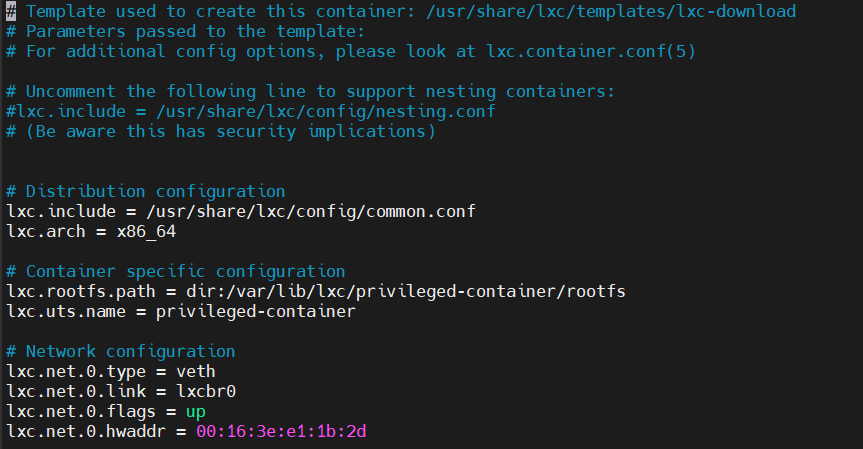 # Template used to create this container: /usr/share/lxc/templates/lxc-download
# Parameters passed to the template:
# For additional config options, please look at lxc.container.conf(5)
# Uncomment the following line to support nesting containers:
#lxc.include = /usr/share/lxc/config/nesting.conf
# (Be aware this has security implications)
# Distribution configuration
lxc.include = /usr/share/lxc/config/common.conf
lxc.arch = x86_64
# Container specific configuration
lxc.rootfs.path = dir:/var/lib/lxc/privileged-container/rootfs
lxc.uts.name = privileged-container
# Network configuration
lxc.net.0.type = veth
lxc.net.0.link = lxcbr0
lxc.net.0.flags = up
lxc.net.0.hwaddr = 00:16:3e:e1:1b:2d